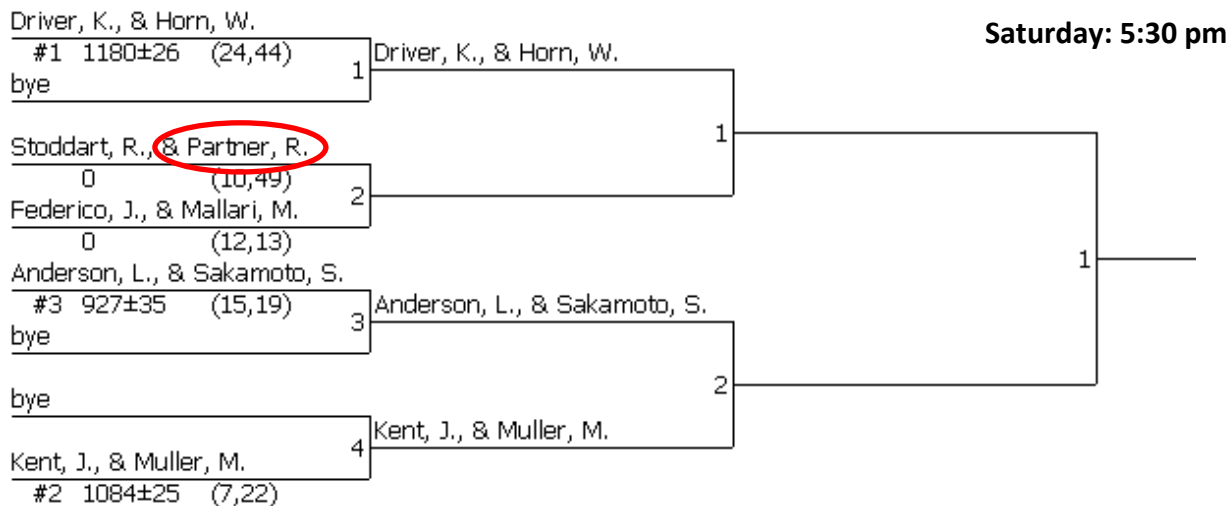 Driver, K., & Horn, W.
Saturday: 5:30 pm
#1 1180±26 (24,44)
1
Driver, K., & Horn, W.
bye
Stoddart, R., & Partner, R.
1
0 (10,49)
2
Federico, J., & Mallari, M.
0 (12,13)
Anderson, L., & Sakamoto, S.
1
#3 927±35 (15,19)
3
Anderson, L., & Sakamoto, S.
bye
2
bye
Kent, J., & Muller, M.
4
Kent, J., & Muller, M.
#2 1084±25 (7,22)